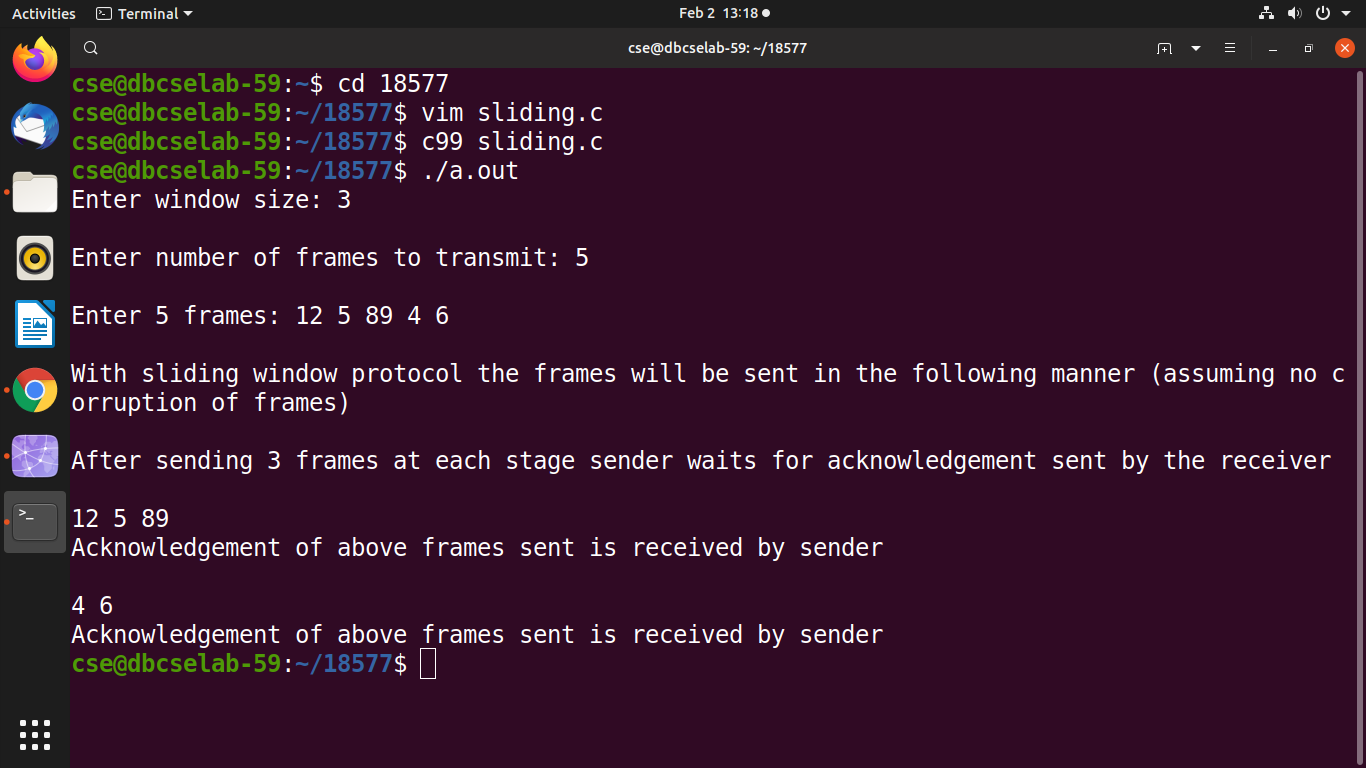 Activities Terminal Feb 2 13:18
cse@dbcselab-59: ~/18577
cse@dbcselab-59:~$ cd 18577
cse@dbcselab-59:~/18577$ vim sliding.c
cse@dbcselab-59:~/18577$ c99 sliding.c
cse@dbcselab-59:~/18577$ ./a.out
Enter window size: 3
Enter number of frames to transmit: 5
Enter 5 frames: 12 5 89 4 6
With sliding window protocol the frames will be sent in the following manner (assuming no c
orruption of frames)
After sending 3 frames at each stage sender waits for acknowledgement sent by the receiver
12 5 89
Acknowledgement of above frames sent is received by sender
4 6
Acknowledgement of above frames sent is received by sender
cse@dbcselab-59:~/18577$